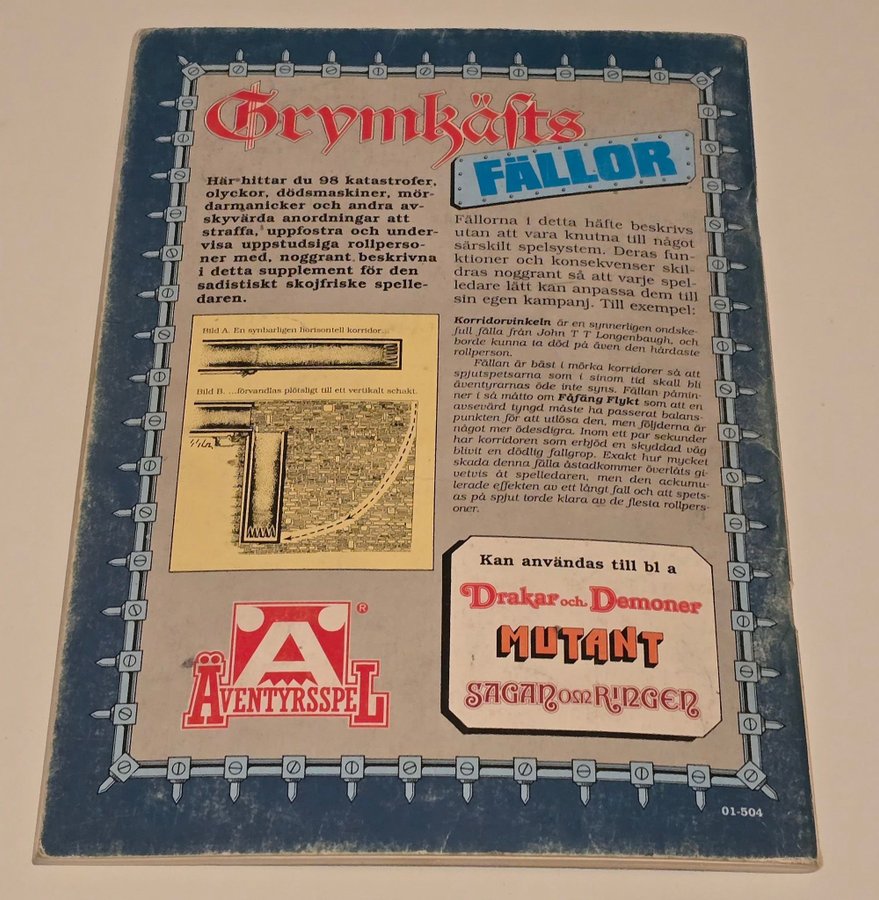 Grymkäfts
FÄLLOR
Här hittar du 98 katastrofer,
olyckor, dödsmaskiner, mör-
darmanicker och andra av-
skyvärda anordningar att
straffa, uppfostra och under-
visa uppstudsiga rollperso-
ner med, noggrant beskrivna
i detta supplement för den
sadistiskt skojfriske spelle-
daren.
Bild A. En synbarligen horisontell korridor...
Bild B. ...förvandlas plötsligt till ett vertikalt schakt.
Fällorna i detta häfte beskrivs
utan att vara knutna till något
särskilt spelsystem. Deras fun-
ktioner och konsekvenser skil-
dras noggrant så att varje spel-
ledare lätt kan anpassa dem till
sin egen kampanj. Till exempel:
Korridorvinkeln är en synnerligen ondske-
full fälla från John T T Longenbaugh, och
borde kunna ta död på även den hårdaste
rollperson.
Fällan är bäst i mörka korridorer så att
spjutspetsarna som i sinom tid skall bli
äventyrarnas öde inte syns. Fällan påmin-
ner i så måtto om Fåfäng Flykt som att en
avsevärd tyngd måste ha passerat balans-
punkten för att utlösa den, men följderna är
något mer ödesdigra. Inom ett par sekunder
har korridoren som erbjöd en skyddad väg
blivit en dödlig fallgrop. Exakt hur mycket
skada denna fälla åstadkommer överlåts gi-
vetvis åt spelledaren, men den ackumu-
lerade effekten av ett långt fall och att spets-
as på spjut torde klara av de flesta rollpers-
oner.
Kan användas till bl a
Drakar och Demoner
MUTANT
SAGAN om RINGEN
Ä
ÄVENTYRSSPEL
®
01-504